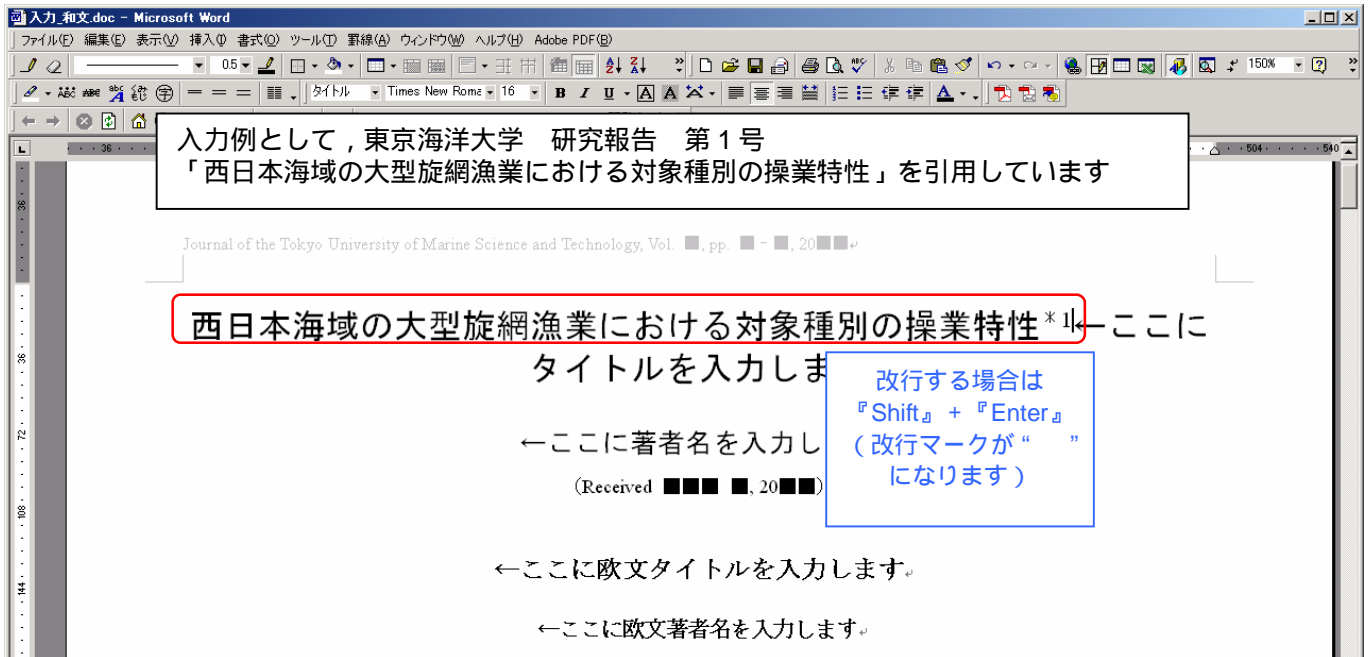 入力_和文.doc - Microsoft Word
ファイル(F) 編集(E) 表示(V) 挿入(I) 書式(O) ツール(T) 罫線(A) ウィンドウ(W) ヘルプ(H) Adobe PDF(B)
0.5 150%
タイトル Times New Roma 16 B I U A A
入力例として，東京海洋大学　研究報告　第１号
「西日本海域の大型旋網漁業における対象種別の操業特性」を引用しています
36 504 540
Journal of the Tokyo University of Marine Science and Technology, Vol. ■, pp. ■ - ■, 20■■
西日本海域の大型旋網漁業における対象種別の操業特性＊1←ここに
タイトルを入力しま
改行する場合は
『Shift』+『Enter』
（改行マークが“　”
になります）
←ここに著者名を入力し
(Received ■■■ ■, 20■■)
←ここに欧文タイトルを入力します
←ここに欧文著者名を入力します
36
36
72
108
144